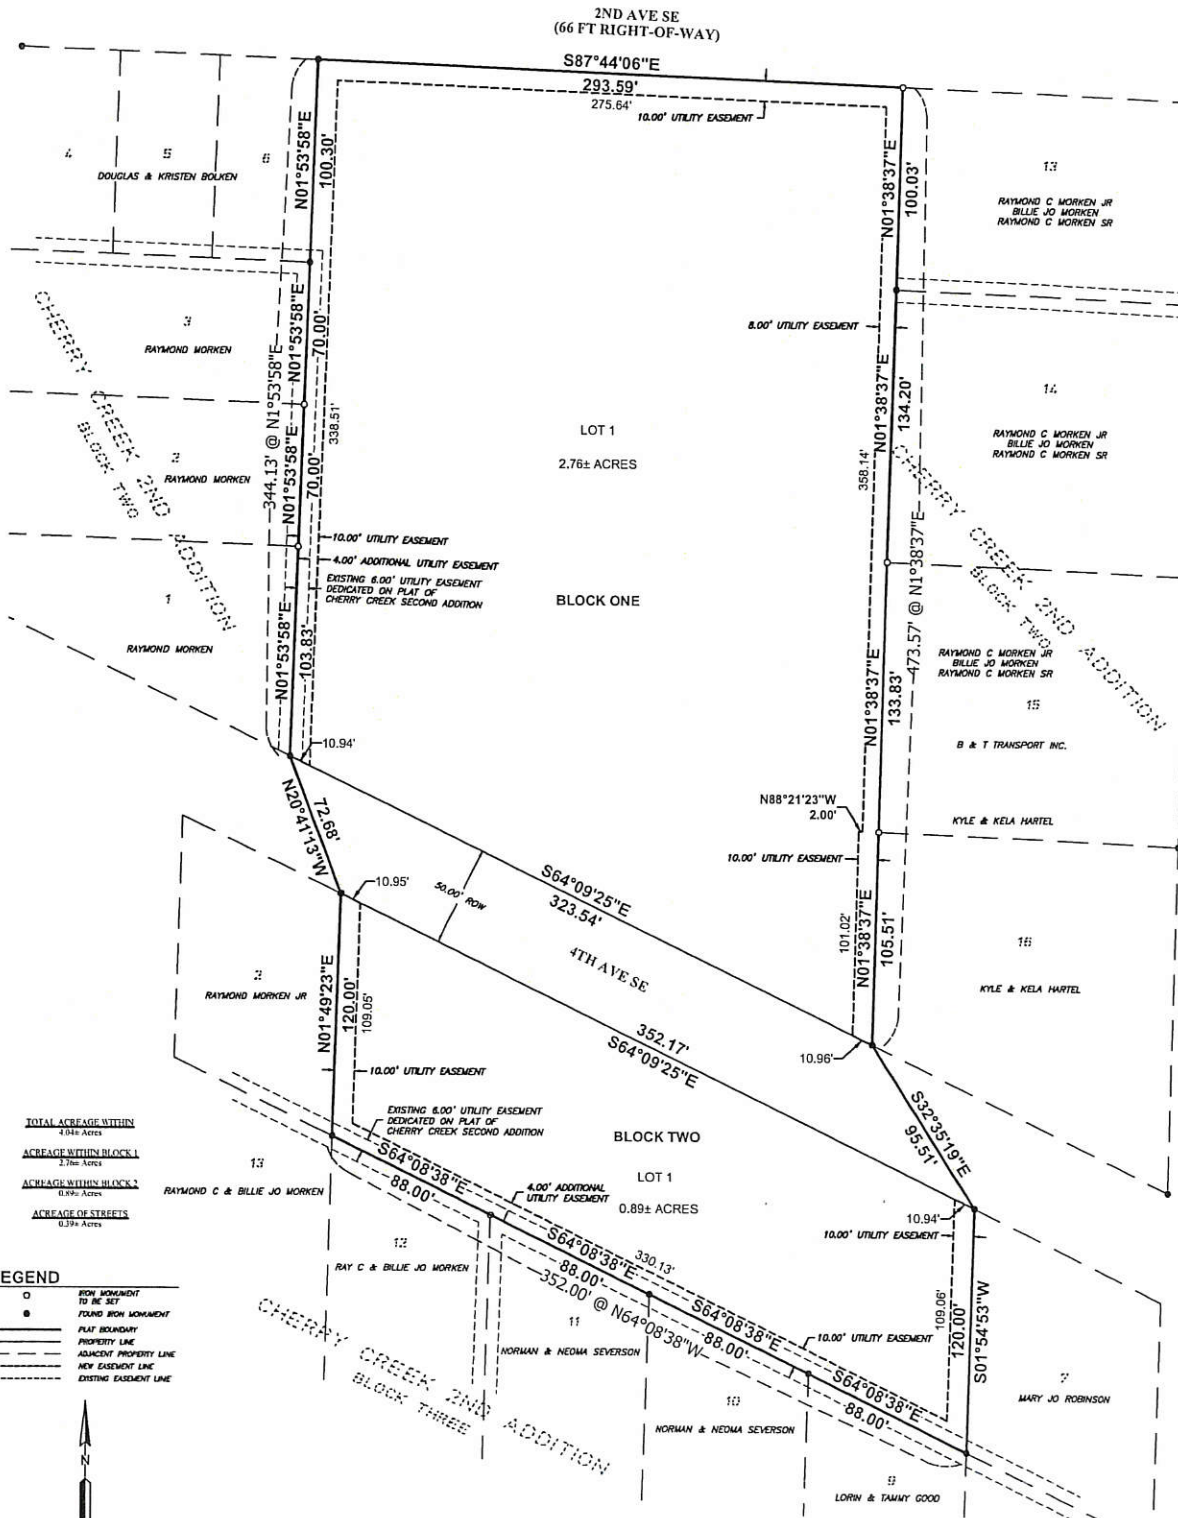 2ND AVE SE
(66 FT RIGHT-OF-WAY)
S87°44'06"E
293.59'
275.64'
10.00' UTILITY EASEMENT
4
5
6
DOUGLAS & KRISTEN BOLKEN
N01°53'58"E
100.30'
N01°38'37"E
100.03'
13
RAYMOND C MORKEN JR
BILLIE JO MORKEN
RAYMOND C MORKEN SR
3
RAYMOND MORKEN
N01°53'58"E
70.00'
344.13' @ N1°53'58"E
338.51'
8.00' UTILITY EASEMENT
N01°38'37"E
134.20'
14
RAYMOND C MORKEN JR
BILLIE JO MORKEN
RAYMOND C MORKEN SR
CHERRY CREEK 2ND ADDITION
BLOCK TWO
2
RAYMOND MORKEN
N01°53'58"E
70.00'
LOT 1
2.76± ACRES
358.14'
CHERRY CREEK 2ND ADDITION
BLOCK TWO
473.57' @ N1°38'37"E
10.00' UTILITY EASEMENT
4.00' ADDITIONAL UTILITY EASEMENT
EXISTING 6.00' UTILITY EASEMENT
DEDICATED ON PLAT OF
CHERRY CREEK SECOND ADDITION
BLOCK ONE
1
RAYMOND MORKEN
N01°53'58"E
103.83'
N01°38'37"E
133.83'
RAYMOND C MORKEN JR
BILLIE JO MORKEN
RAYMOND C MORKEN SR
15
B & T TRANSPORT INC.
10.94'
N20°41'13"W
72.68'
N88°21'23"W
2.00'
KYLE & KELA HARTEL
10.00' UTILITY EASEMENT
10.95'
50.00' ROW
S64°09'25"E
323.54'
4TH AVE SE
101.02'
N01°38'37"E
105.51'
16
KYLE & KELA HARTEL
2
RAYMOND MORKEN JR
N01°49'23"E
120.00'
109.05'
352.17'
S64°09'25"E
10.96'
10.00' UTILITY EASEMENT
S32°35'19"E
95.51'
EXISTING 6.00' UTILITY EASEMENT
DEDICATED ON PLAT OF
CHERRY CREEK SECOND ADDITION
BLOCK TWO
LOT 1
0.89± ACRES
TOTAL ACREAGE WITHIN
4.04± Acres
ACREAGE WITHIN BLOCK 1
2.76± Acres
ACREAGE WITHIN BLOCK 2
0.89± Acres
ACREAGE OF STREETS
0.39± Acres
13
RAYMOND C & BILLIE JO MORKEN
S64°08'38"E
88.00'
4.00' ADDITIONAL
UTILITY EASEMENT
10.94'
10.00' UTILITY EASEMENT
12
RAY C & BILLIE JO MORKEN
S64°08'38"E
88.00'
330.13'
352.00' @ N64°08'38"W
109.06'
120.00'
S01°54'53"W
EGEND
IRON MONUMENT
TO BE SET
FOUND IRON MONUMENT
PLAT BOUNDARY
PROPERTY LINE
ADJACENT PROPERTY LINE
NEW EASEMENT LINE
EXISTING EASEMENT LINE
CHERRY CREEK 2ND ADDITION
BLOCK THREE
11
NORMAN & NEOMA SEVERSON
S64°08'38"E
88.00'
10.00' UTILITY EASEMENT
10
NORMAN & NEOMA SEVERSON
S64°08'38"E
88.00'
7
MARY JO ROBINSON
9
LORIN & TAMMY GOOD
N